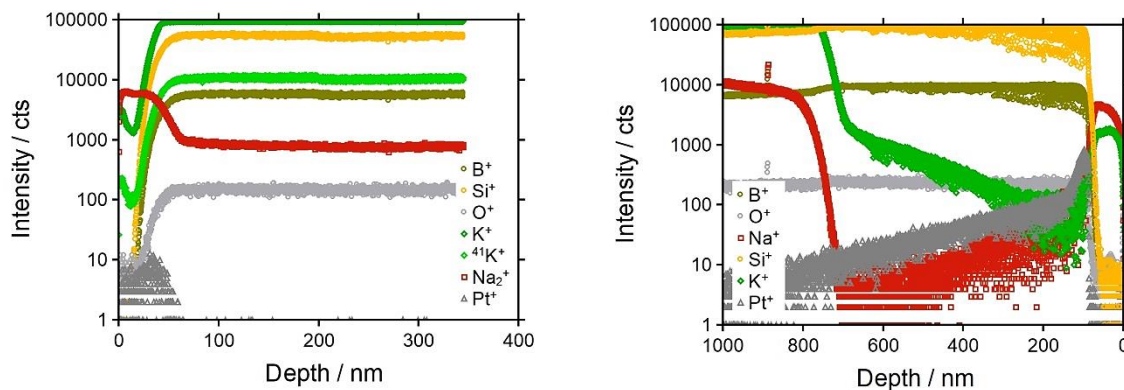 100000
10000
1000
100
10
1
Intensity / cts
0
100
200
300
400
Depth / nm
B⁺
Si⁺
O⁺
K⁺
⁴¹K⁺
Na₂⁺
Pt⁺
100000
10000
1000
100
10
1
Intensity / cts
1000
800
600
400
200
0
Depth / nm
B⁺
O⁺
Na⁺
Si⁺
K⁺
Pt⁺